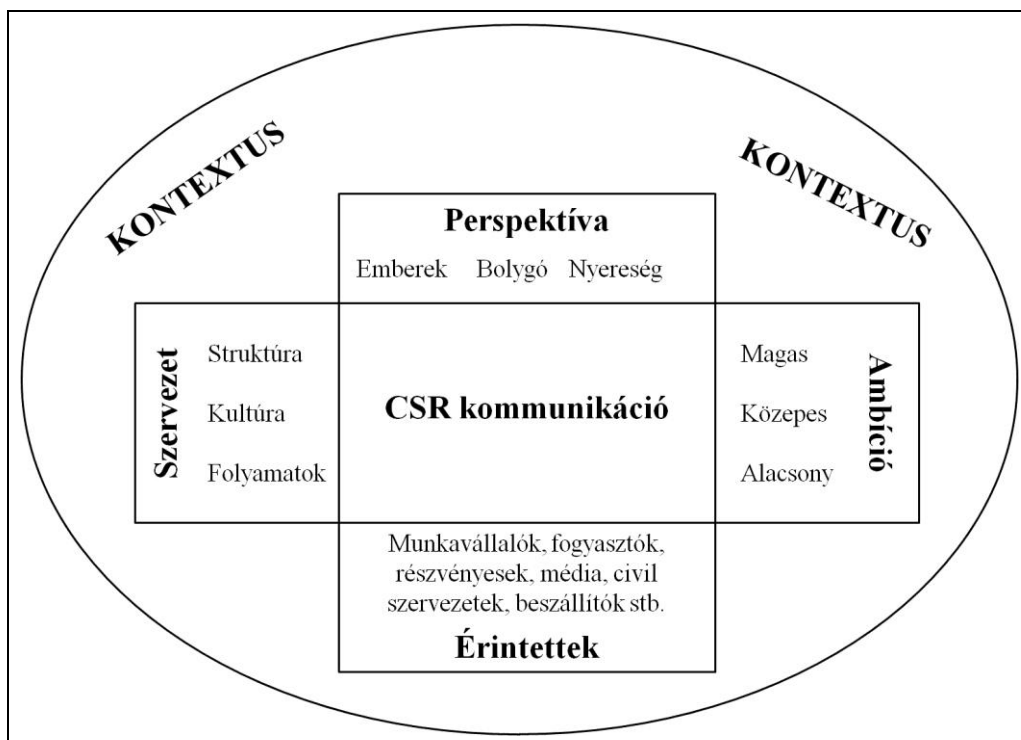 KONTEXTUS
KONTEXTUS
Perspektíva
Emberek Bolygó Nyereség
Szervezet
Struktúra
Kultúra
Folyamatok
CSR kommunikáció
Magas
Közepes
Alacsony
Ambíció
Munkavállalók, fogyasztók,
részvényesek, média, civil
szervezetek, beszállítók stb.
Érintettek